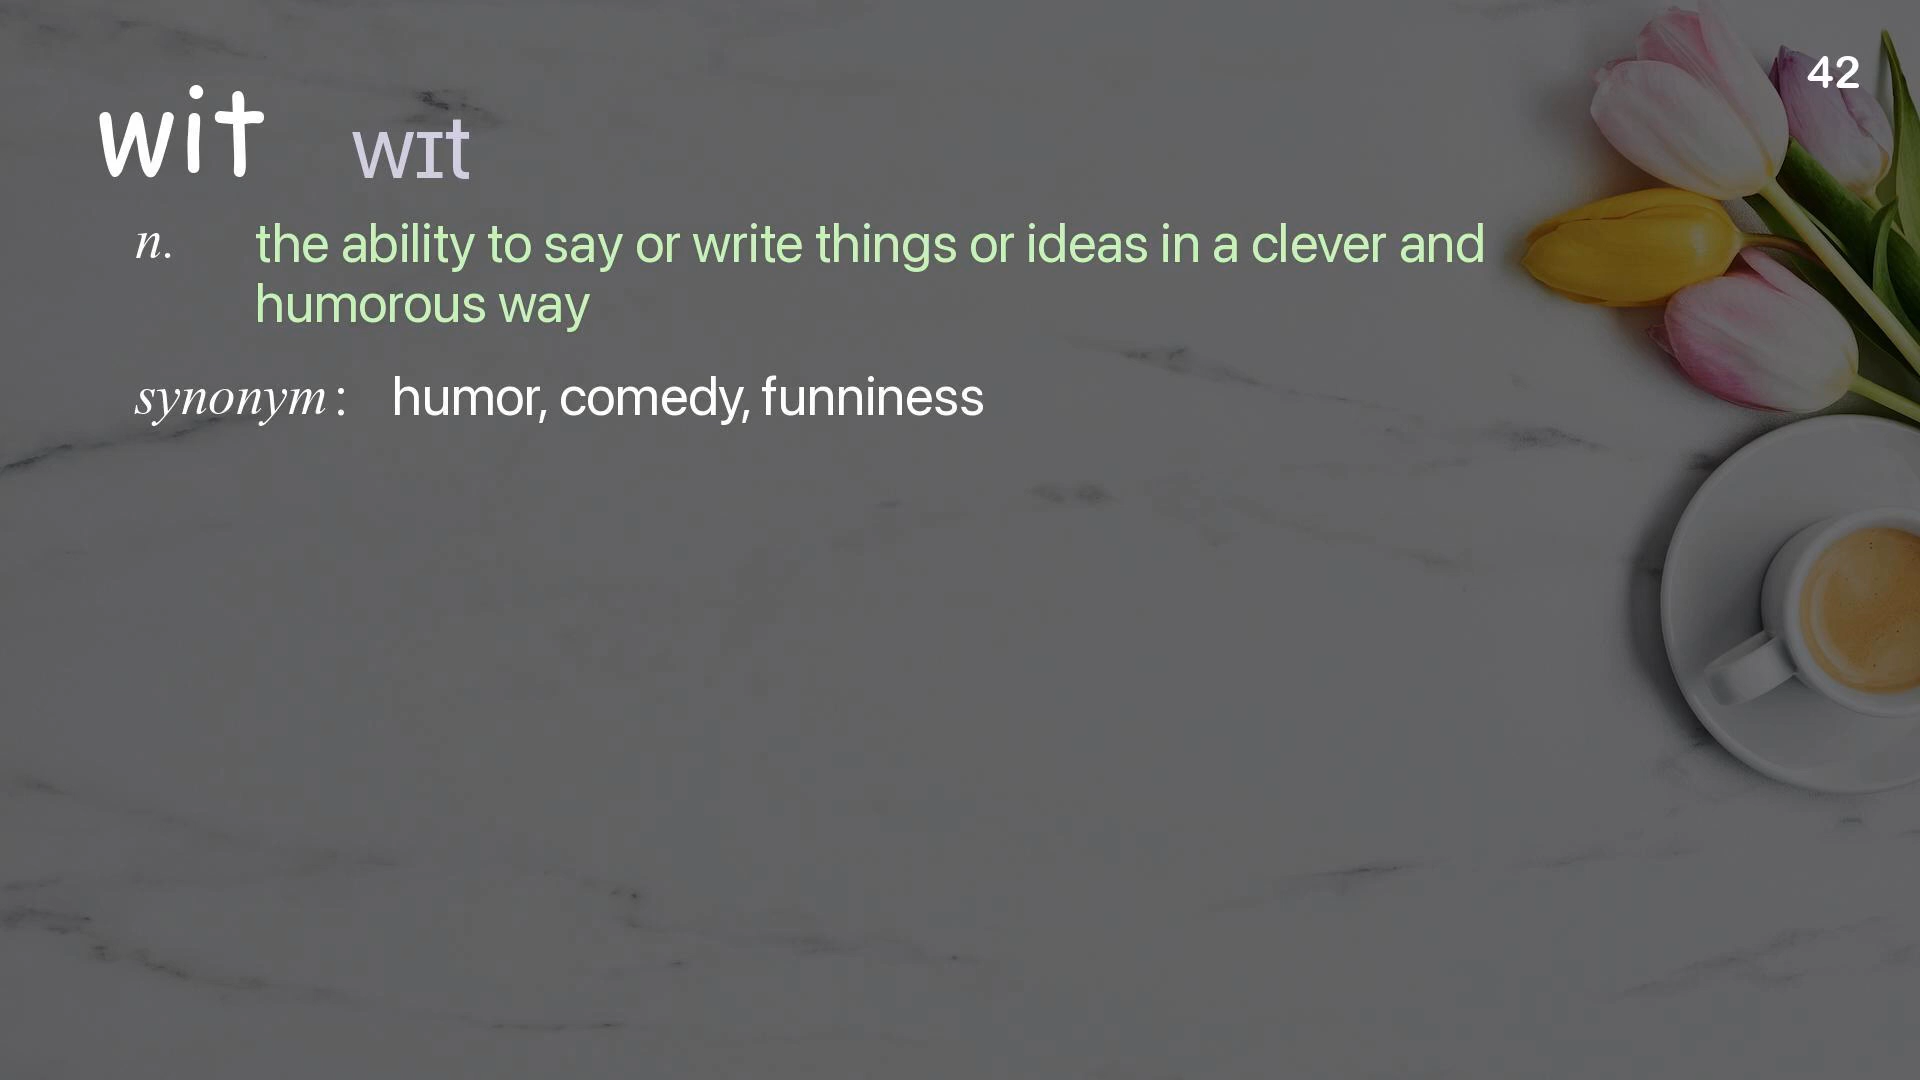 42
wit wɪt
n. the ability to say or write things or ideas in a clever and
humorous way
synonym : humor, comedy, funniness